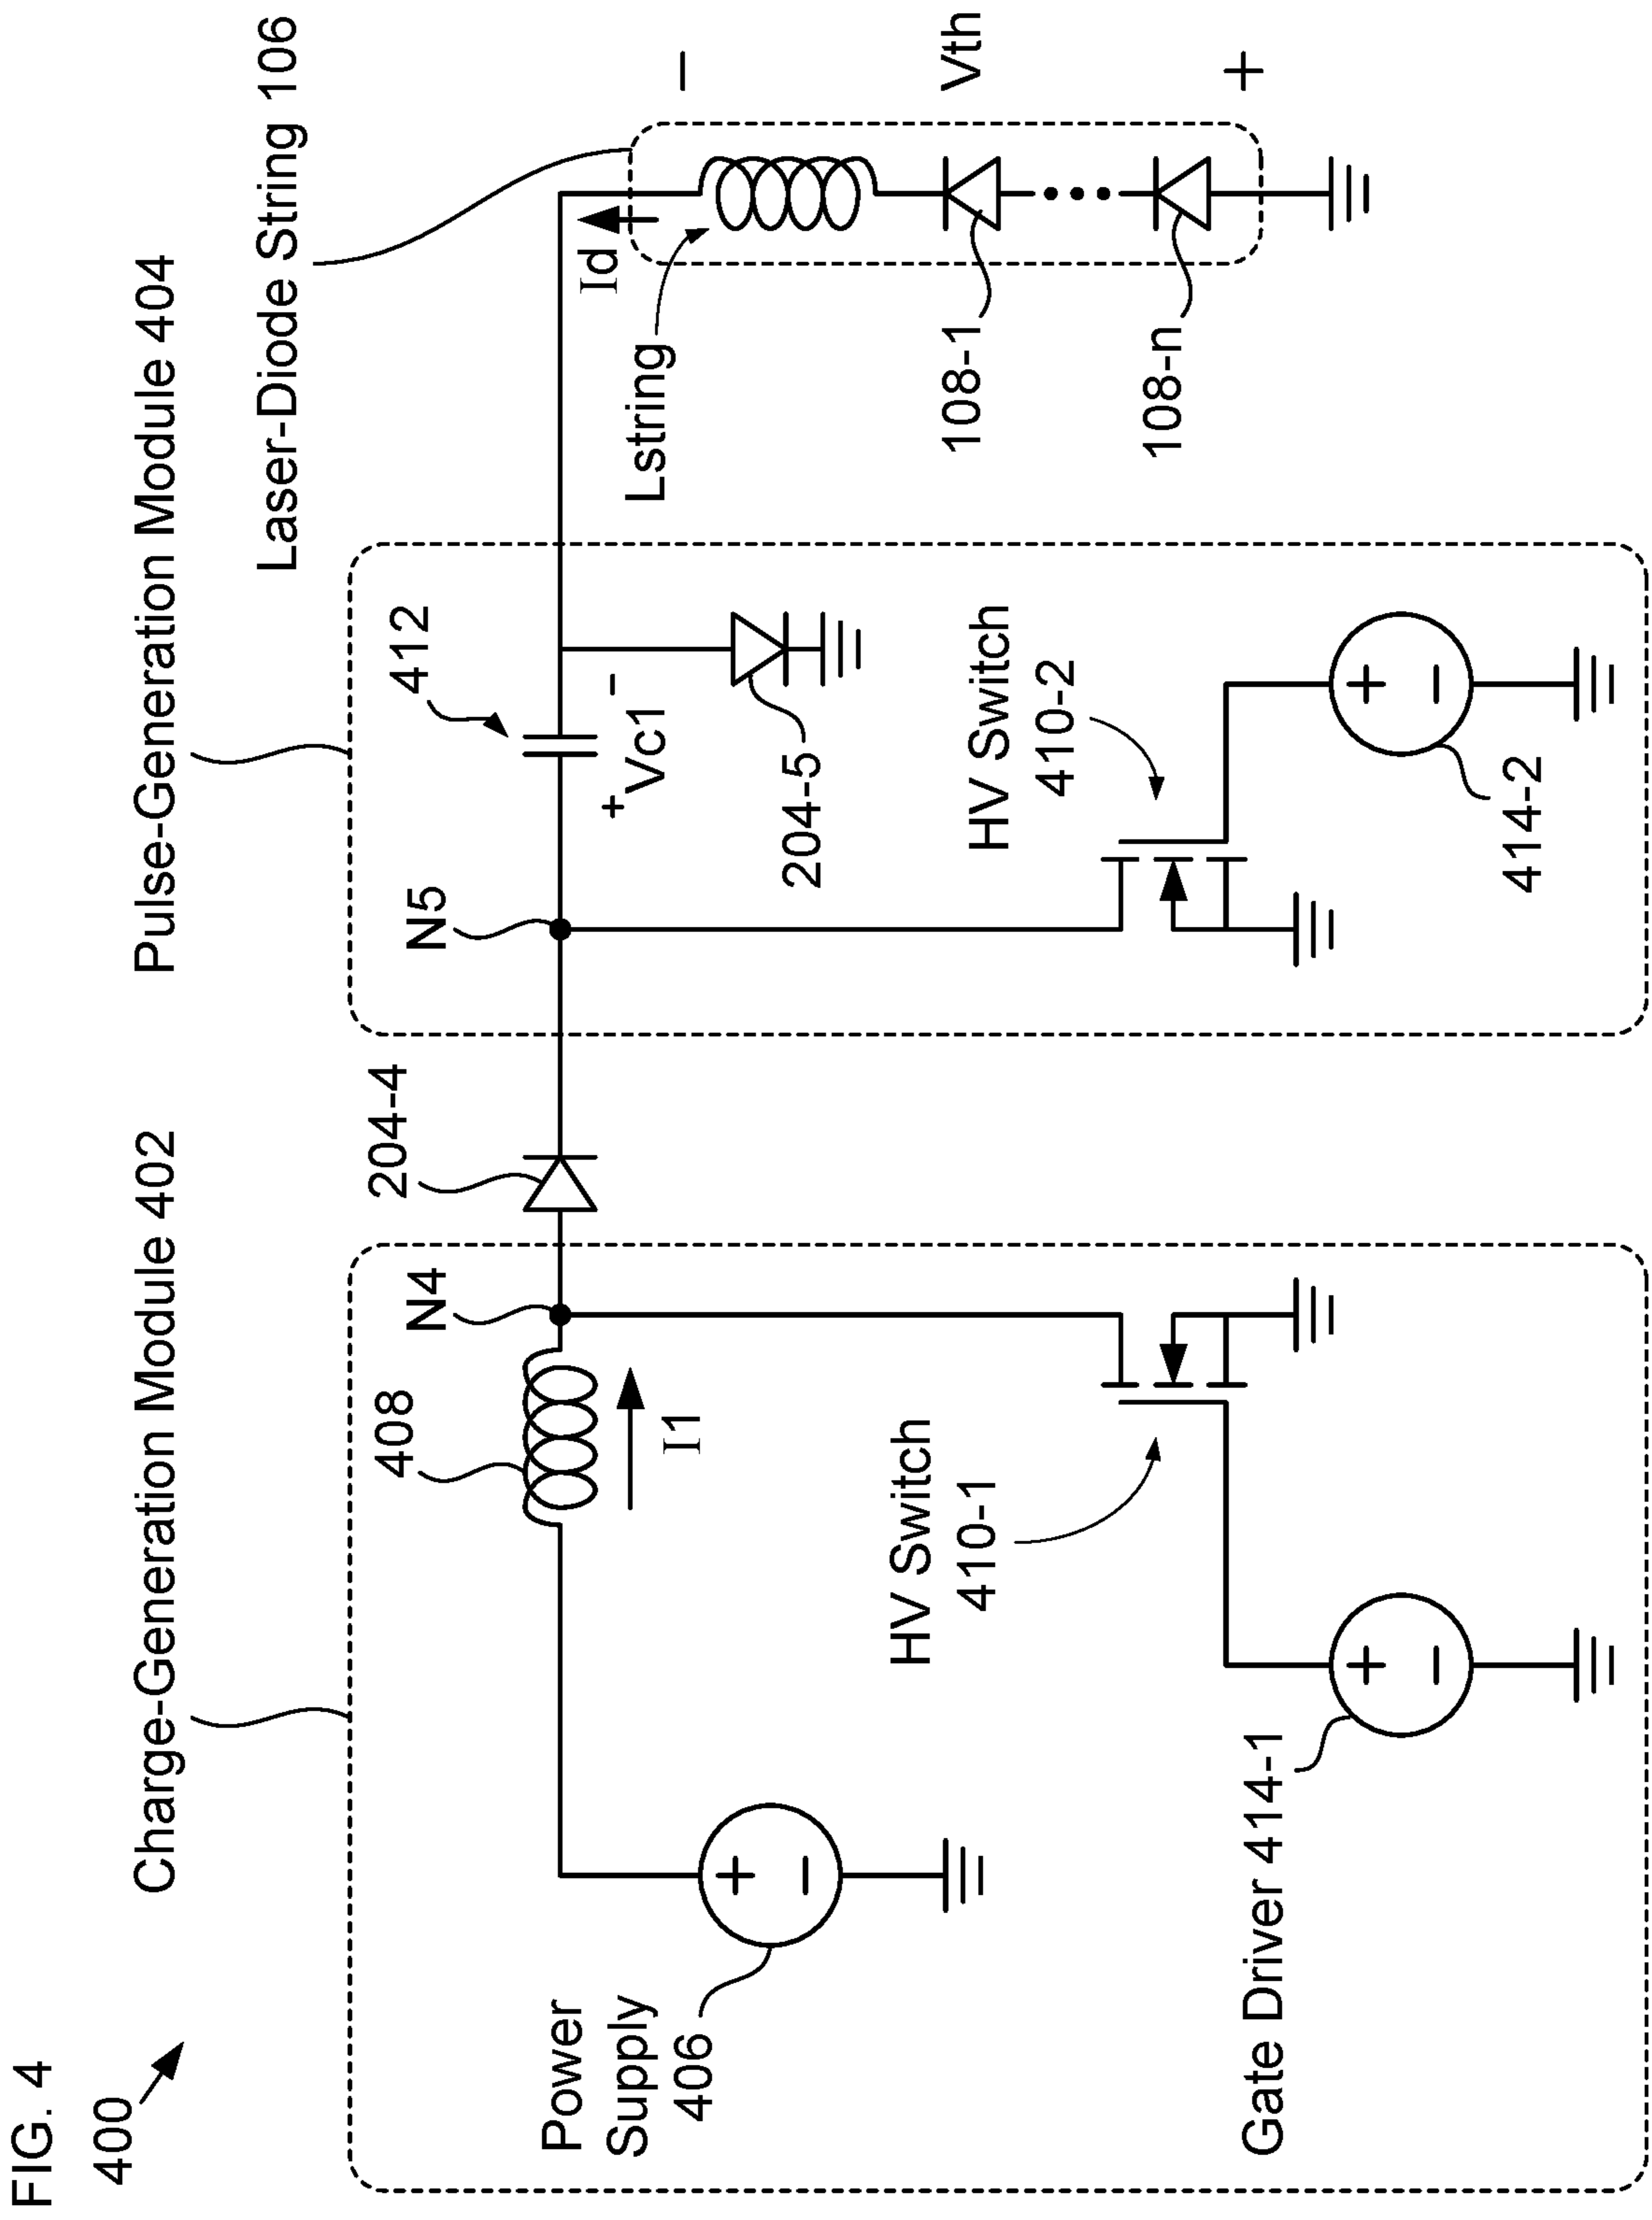 FIG. 4
400
Charge-Generation Module 402
Pulse-Generation Module 404
Laser-Diode String 106
N4
204-4
N5
412
408
I1
+
Vc1
−
Id
−
Lstring
Vth
+
108-1
108-n
204-5
Power
Supply
406
+
−
HV Switch
410-1
HV Switch
410-2
Gate Driver 414-1
+
−
414-2
+
−